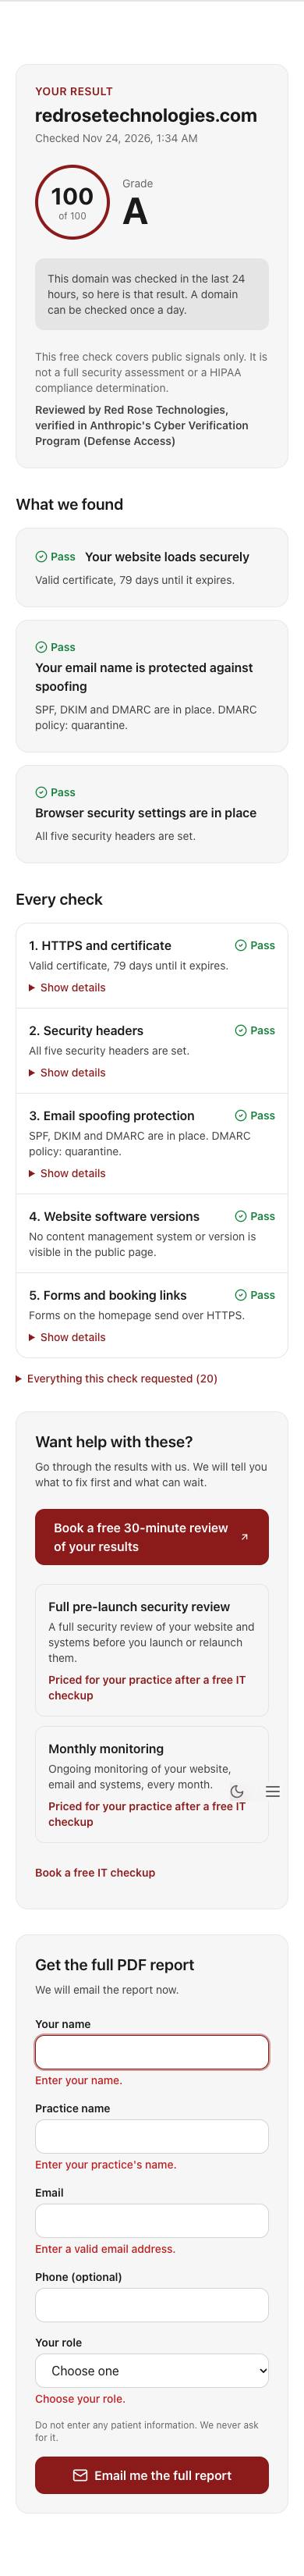 YOUR RESULT
redrosetechnologies.com
Checked Nov 24, 2026, 1:34 AM
100
of 100
Grade
A
This domain was checked in the last 24
hours, so here is that result. A domain
can be checked once a day.
This free check covers public signals only. It is
not a full security assessment or a HIPAA
compliance determination.
Reviewed by Red Rose Technologies,
verified in Anthropic's Cyber Verification
Program (Defense Access)
What we found
Pass Your website loads securely
Valid certificate, 79 days until it expires.
Pass
Your email name is protected against
spoofing
SPF, DKIM and DMARC are in place. DMARC
policy: quarantine.
Pass
Browser security settings are in place
All five security headers are set.
Every check
1. HTTPS and certificate Pass
Valid certificate, 79 days until it expires.
Show details
2. Security headers Pass
All five security headers are set.
Show details
3. Email spoofing protection Pass
SPF, DKIM and DMARC are in place. DMARC
policy: quarantine.
Show details
4. Website software versions Pass
No content management system or version is
visible in the public page.
5. Forms and booking links Pass
Forms on the homepage send over HTTPS.
Show details
Everything this check requested (20)
Want help with these?
Go through the results with us. We will tell you
what to fix first and what can wait.
Book a free 30-minute review
of your results
Full pre-launch security review
A full security review of your website and
systems before you launch or relaunch
them.
Priced for your practice after a free IT
checkup
Monthly monitoring
Ongoing monitoring of your website,
email and systems, every month.
Priced for your practice after a free IT
checkup
Book a free IT checkup
Get the full PDF report
We will email the report now.
Your name
Enter your name.
Practice name
Enter your practice's name.
Email
Enter a valid email address.
Phone (optional)
Your role
Choose one
Choose your role.
Do not enter any patient information. We never ask
for it.
Email me the full report